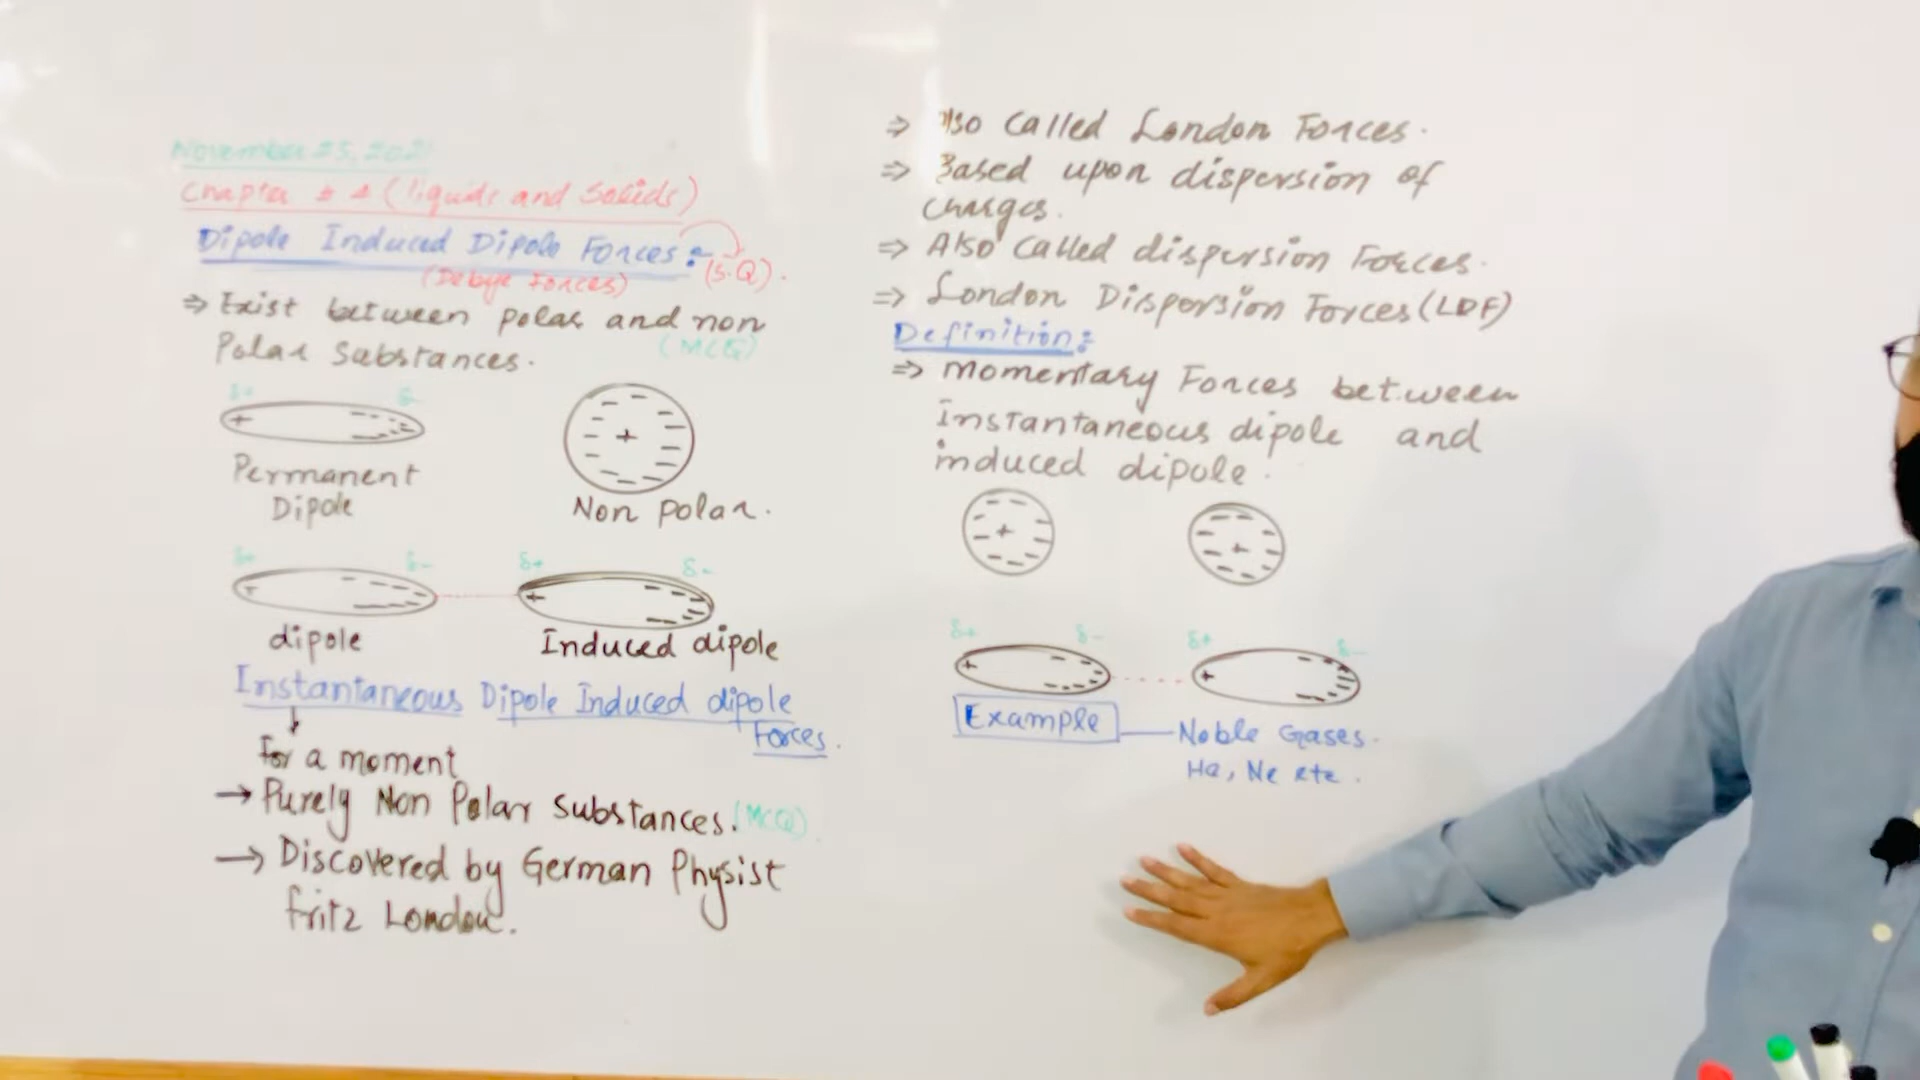 November 25, 2021
Chapter # 4 (liquids and Solids)
Dipole Induced Dipole Forces:- (S.Q).
(Debye Forces)
⇒ Exist between polar and non
Polar Substances. (MCQ)
δ+ δ-
+
Permanent
Dipole
+
Non polar.
δ+ δ- δ+ δ-
+ +
dipole
Induced dipole
Instantaneous Dipole Induced dipole
Forces.
↓
For a moment
→ Purely Non Polar Substances. (MCQ)
→ Discovered by German Physist
fritz London.
⇒ Also Called London Forces.
⇒ Based upon dispersion of
charges.
⇒ Also Called dispersion Forces.
⇒ London Dispersion Forces (LDF)
Definition:-
⇒ Momentary Forces between
instantaneous dipole and
induced dipole.
+ +
δ+ δ- δ+ δ-
+ +
Example — Noble Gases.
He, Ne etc.